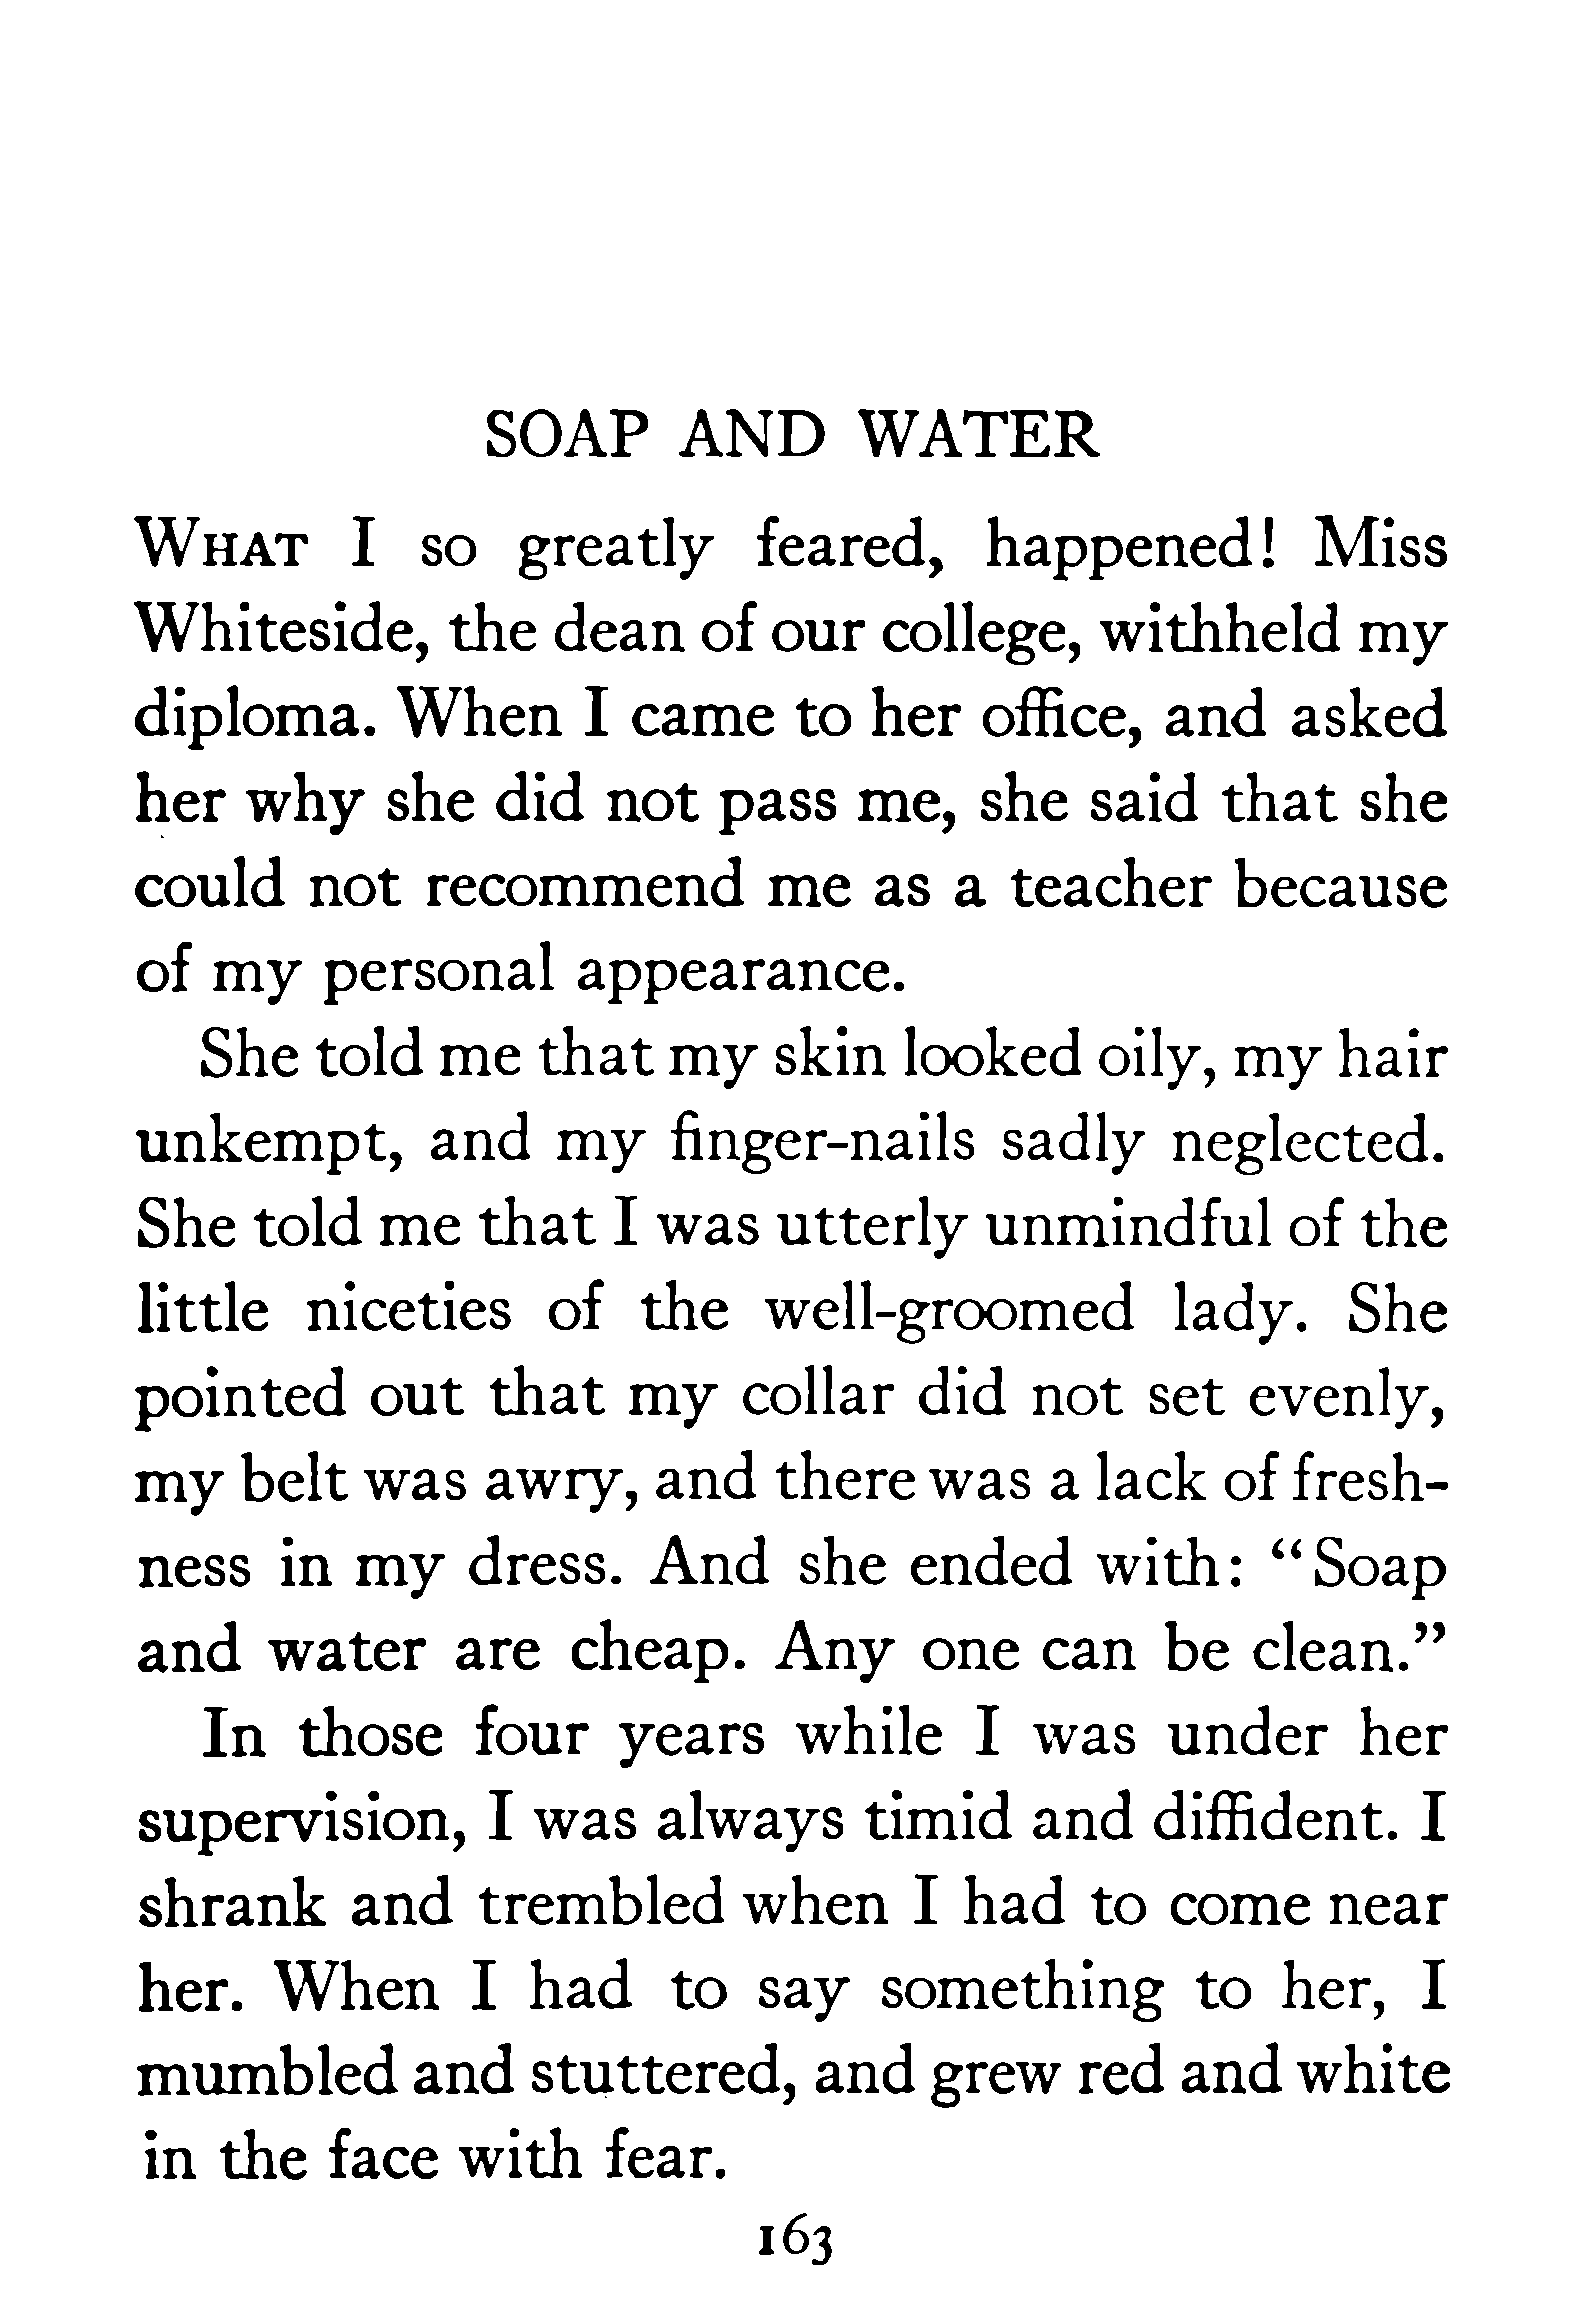 SOAP AND WATER
WHAT I so greatly feared, happened! Miss
Whiteside, the dean of our college, withheld my
diploma. When I came to her office, and asked
her why she did not pass me, she said that she
could not recommend me as a teacher because
of my personal appearance.
She told me that my skin looked oily, my hair
unkempt, and my finger-nails sadly neglected.
She told me that I was utterly unmindful of the
little niceties of the well-groomed lady. She
pointed out that my collar did not set evenly,
my belt was awry, and there was a lack of fresh-
ness in my dress. And she ended with: “Soap
and water are cheap. Any one can be clean.”
In those four years while I was under her
supervision, I was always timid and diffident. I
shrank and trembled when I had to come near
her. When I had to say something to her, I
mumbled and stuttered, and grew red and white
in the face with fear.
163